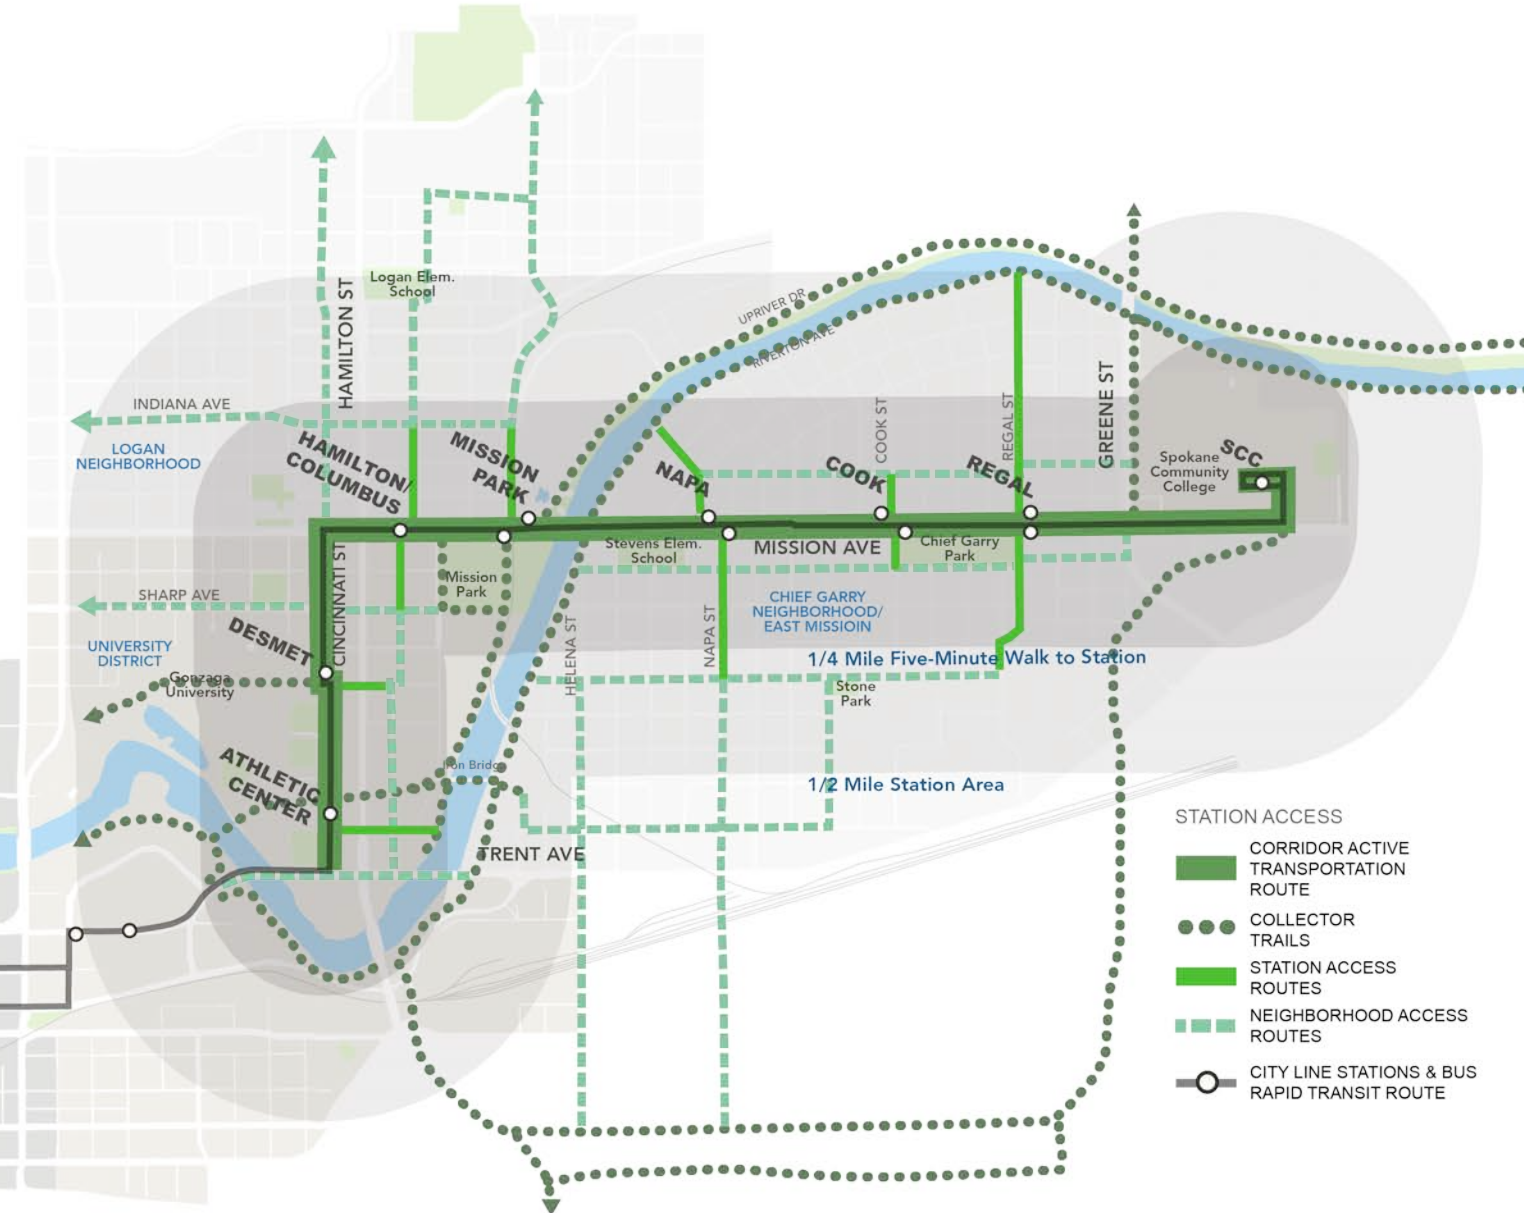 Logan Elem.
School
HAMILTON ST
UPRIVER DR
RIVERTON AVE
INDIANA AVE
LOGAN
NEIGHBORHOOD
HAMILTON/
COLUMBUS
MISSION
PARK
NAPA
COOK
COOK ST
REGAL
REGAL ST
GREENE ST
SCC
Spokane
Community
College
Stevens Elem.
School
MISSION AVE
Chief Garry
Park
Mission
Park
SHARP AVE
CINCINNATI ST
DESMET
UNIVERSITY
DISTRICT
Gonzaga
University
HELENA ST
NAPA ST
CHIEF GARRY
NEIGHBORHOOD/
EAST MISSIOIN
1/4 Mile Five-Minute Walk to Station
Stone
Park
ATHLETIC
CENTER
Iron Bridge
1/2 Mile Station Area
TRENT AVE
STATION ACCESS
CORRIDOR ACTIVE
TRANSPORTATION
ROUTE
COLLECTOR
TRAILS
STATION ACCESS
ROUTES
NEIGHBORHOOD ACCESS
ROUTES
CITY LINE STATIONS & BUS
RAPID TRANSIT ROUTE